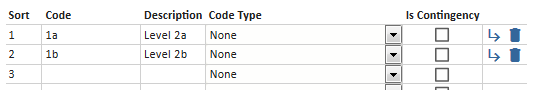 Sort Code Description Code Type Is Contingency
1 1a Level 2a None
2 1b Level 2b None
3 None